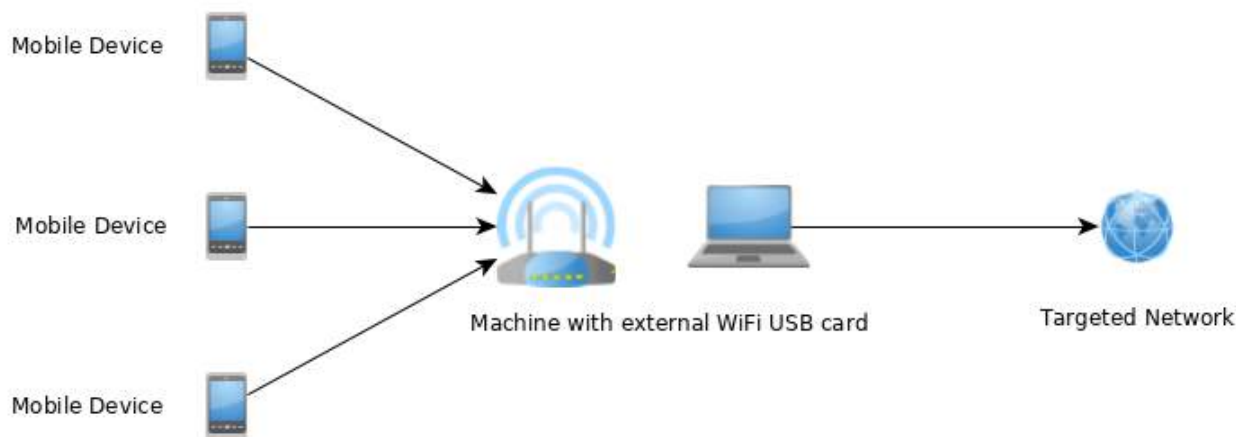 Mobile Device
Mobile Device
Machine with external WiFi USB card
Targeted Network
Mobile Device